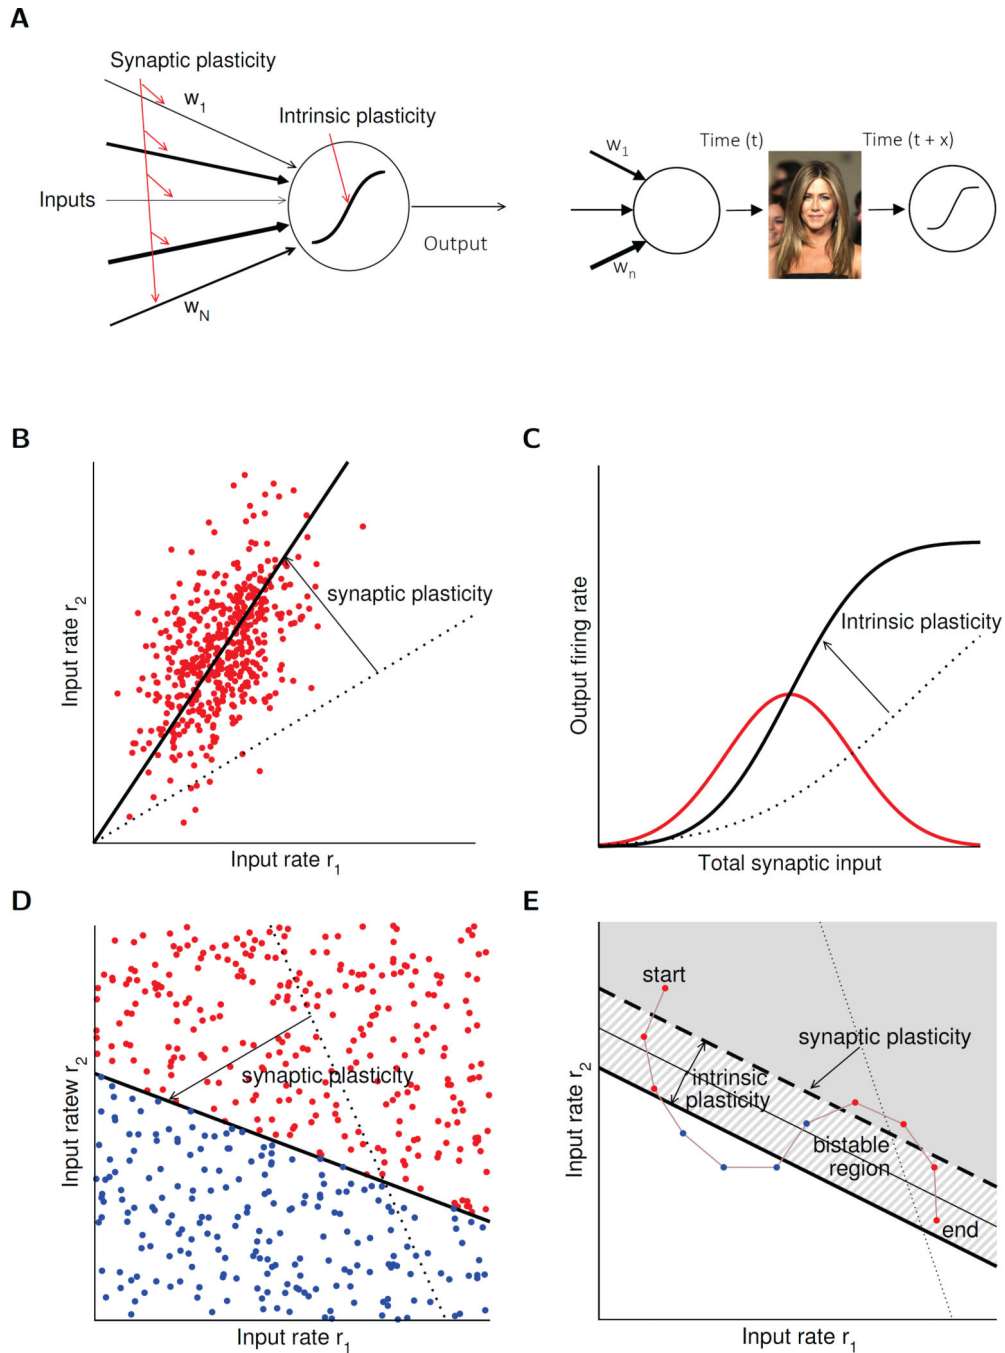 A
Synaptic plasticity
w1
Intrinsic plasticity
Inputs
Output
wN
w1
Time (t)
Time (t + x)
wn
B
synaptic plasticity
Input rate r2
Input rate r1
C
Output firing rate
Intrinsic plasticity
Total synaptic input
D
synaptic plasticity
Input ratew r2
Input rate r1
E
start
synaptic plasticity
intrinsic
plasticity
bistable
region
end
Input rate r2
Input rate r1